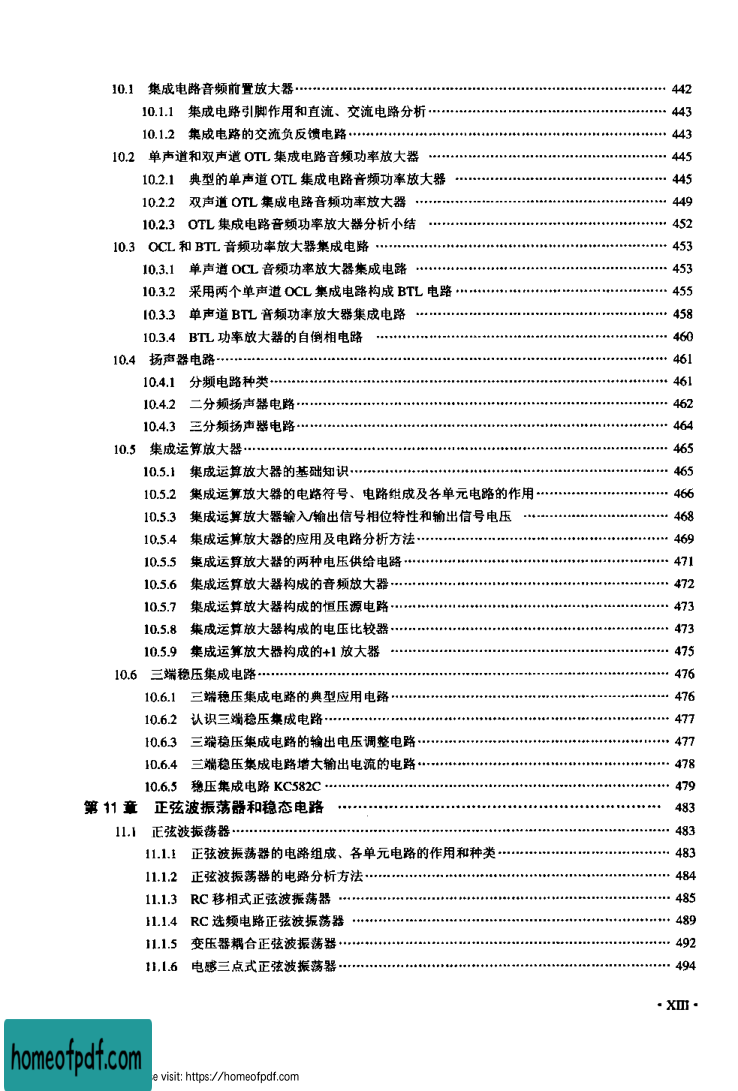 10.1 集成电路音频前置放大器 442
10.1.1 集成电路引脚作用和直流、交流电路分析 443
10.1.2 集成电路的交流负反馈电路 443
10.2 单声道和双声道 OTL 集成电路音频功率放大器 445
10.2.1 典型的单声道 OTL 集成电路音频功率放大器 445
10.2.2 双声道 OTL 集成电路音频功率放大器 449
10.2.3 OTL 集成电路音频功率放大器分析小结 452
10.3 OCL 和 BTL 音频功率放大器集成电路 453
10.3.1 单声道 OCL 音频功率放大器集成电路 453
10.3.2 采用两个单声道 OCL 集成电路构成 BTL 电路 455
10.3.3 单声道 BTL 音频功率放大器集成电路 458
10.3.4 BTL 功率放大器的自倒相电路 460
10.4 扬声器电路 461
10.4.1 分频电路种类 461
10.4.2 二分频扬声器电路 462
10.4.3 三分频扬声器电路 464
10.5 集成运算放大器 465
10.5.1 集成运算放大器的基础知识 465
10.5.2 集成运算放大器的电路符号、电路组成及各单元电路的作用 466
10.5.3 集成运算放大器输入/输出信号相位特性和输出信号电压 468
10.5.4 集成运算放大器的应用及电路分析方法 469
10.5.5 集成运算放大器的两种电压供给电路 471
10.5.6 集成运算放大器构成的音频放大器 472
10.5.7 集成运算放大器构成的恒压源电路 473
10.5.8 集成运算放大器构成的电压比较器 473
10.5.9 集成运算放大器构成的+1 放大器 475
10.6 三端稳压集成电路 476
10.6.1 三端稳压集成电路的典型应用电路 476
10.6.2 认识三端稳压集成电路 477
10.6.3 三端稳压集成电路的输出电压调整电路 477
10.6.4 三端稳压集成电路增大输出电流的电路 478
10.6.5 稳压集成电路 KC582C 479
第 11 章 正弦波振荡器和稳态电路 483
11.1 正弦波振荡器 483
11.1.1 正弦波振荡器的电路组成、各单元电路的作用和种类 483
11.1.2 正弦波振荡器的电路分析方法 484
11.1.3 RC 移相式正弦波振荡器 485
11.1.4 RC 选频电路正弦波振荡器 489
11.1.5 变压器耦合正弦波振荡器 492
11.1.6 电感三点式正弦波振荡器 494
· XIII ·
homeofpdf.com
e visit: https://homeofpdf.com